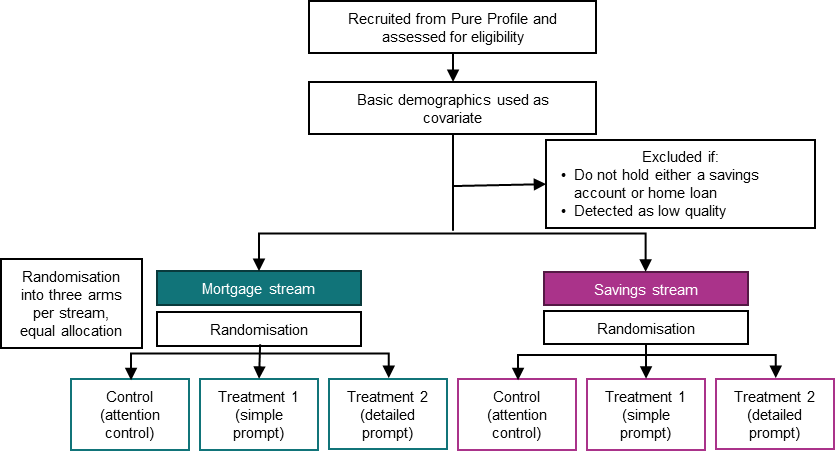 Recruited from Pure Profile and
assessed for eligibility
Basic demographics used as
covariate
Excluded if:
• Do not hold either a savings
account or home loan
• Detected as low quality
Randomisation
into three arms
per stream,
equal allocation
Mortgage stream
Randomisation
Savings stream
Randomisation
Control
(attention
control)
Treatment 1
(simple
prompt)
Treatment 2
(detailed
prompt)
Control
(attention
control)
Treatment 1
(simple
prompt)
Treatment 2
(detailed
prompt)